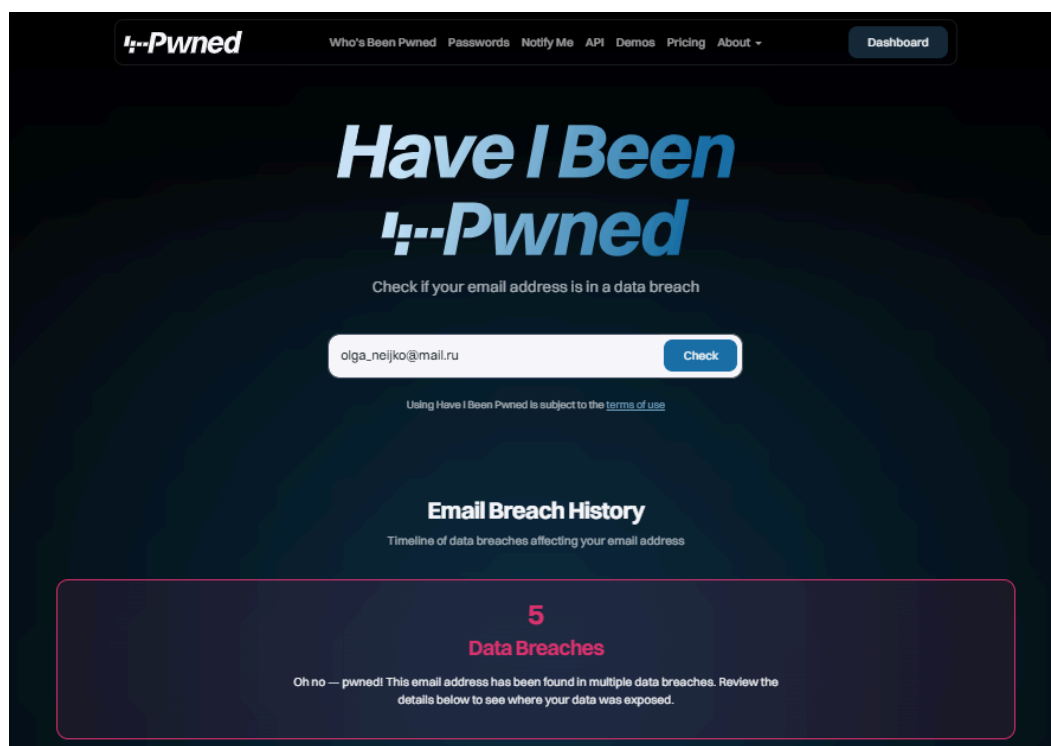 Pwned
Who's Been Pwned Passwords Notify Me API Demos Pricing About
Dashboard
Have I Been
Pwned
Check if your email address is in a data breach
olga_neijko@mail.ru
Check
Using Have I Been Pwned is subject to the terms of use
Email Breach History
Timeline of data breaches affecting your email address
5
Data Breaches
Oh no — pwned! This email address has been found in multiple data breaches. Review the
details below to see where your data was exposed.